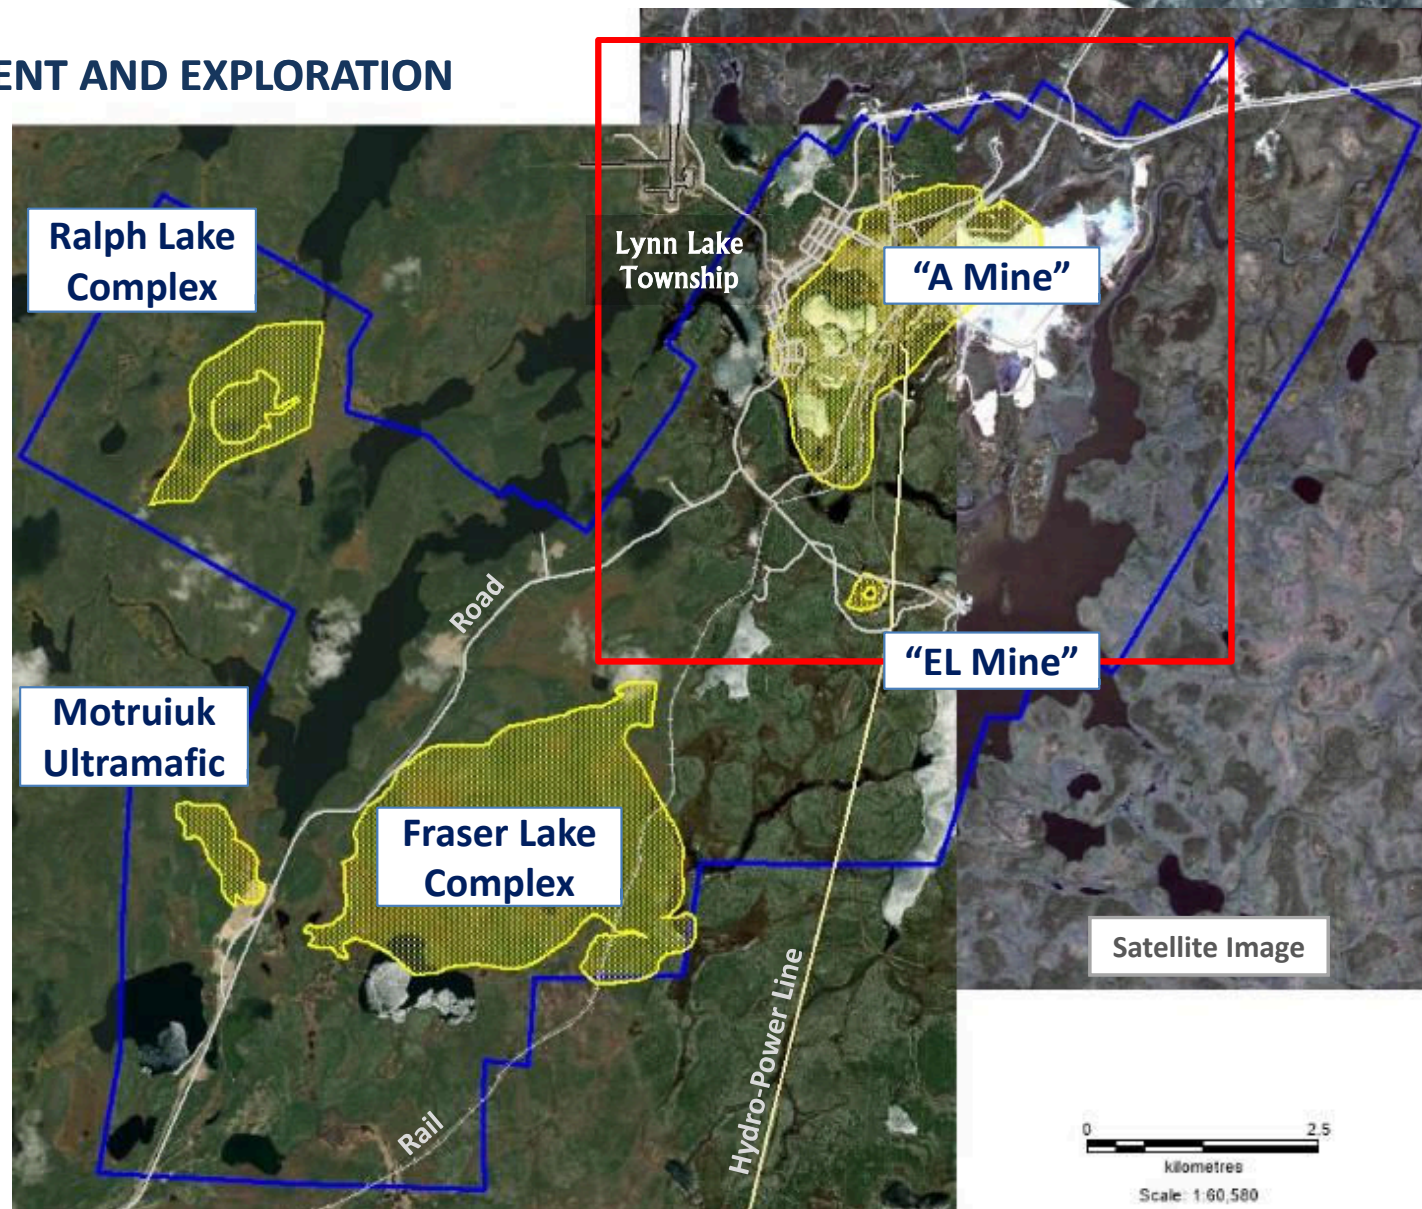 ENT AND EXPLORATION
Ralph Lake
Complex
Lynn Lake
Township
“A Mine”
Road
“EL Mine”
Motruiuk
Ultramafic
Fraser Lake
Complex
Satellite Image
Hydro-Power Line
Rail
0 2.5
kilometres
Scale: 1:60,580